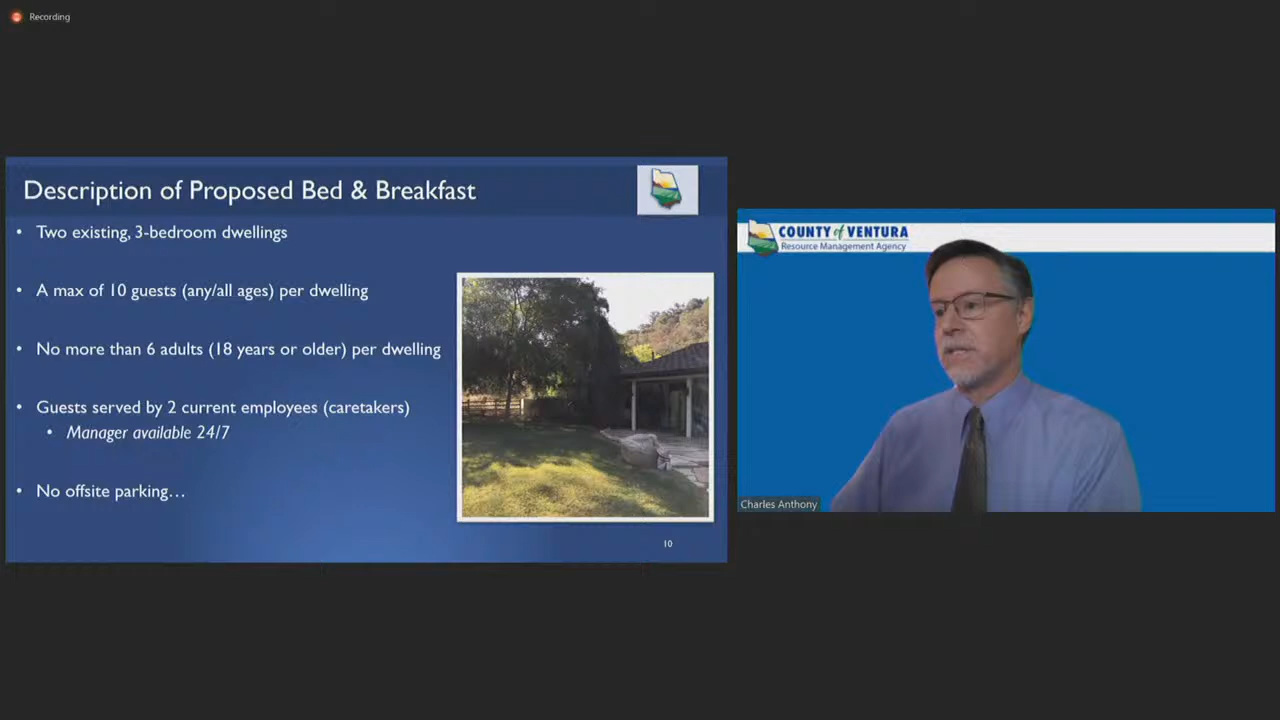 Recording
Description of Proposed Bed & Breakfast
• Two existing, 3-bedroom dwellings
• A max of 10 guests (any/all ages) per dwelling
• No more than 6 adults (18 years or older) per dwelling
• Guests served by 2 current employees (caretakers)
• Manager available 24/7
• No offsite parking…
10
COUNTY of VENTURA
Resource Management Agency
Charles Anthony